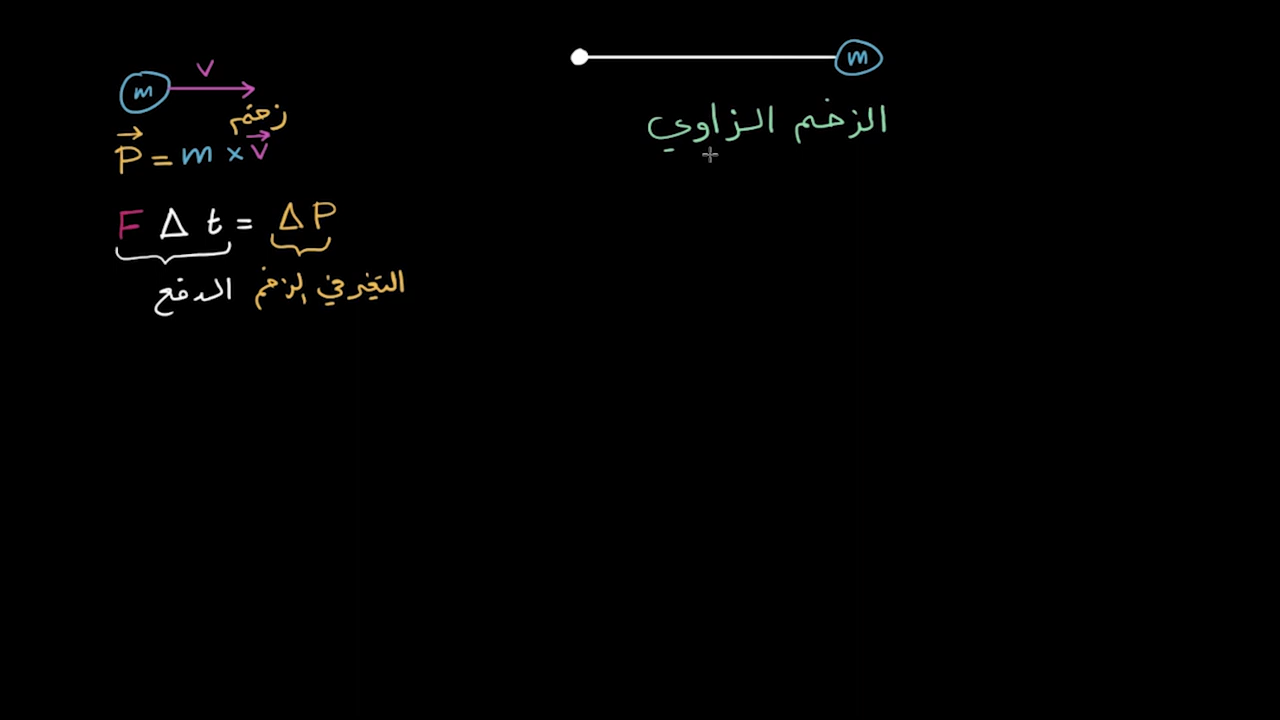 m
الزخم الزاوي
v
m
زخم
P = m × v
F Δ t = Δ P
الدفع
التغير في الزخم